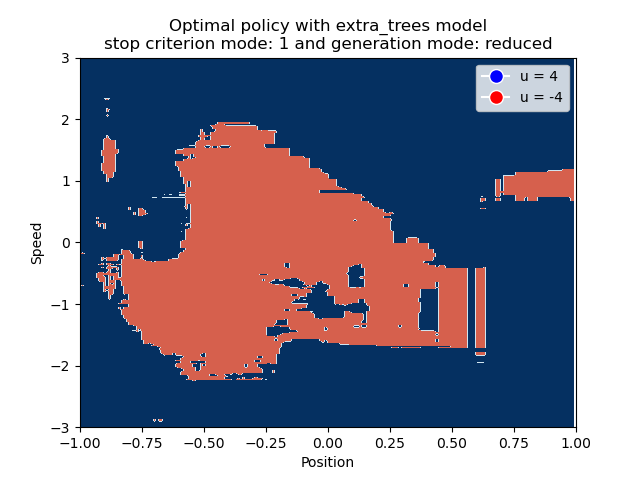 Optimal policy with extra_trees model
stop criterion mode: 1 and generation mode: reduced
u = 4
u = -4
Speed
3
2
1
0
−1
−2
−3
−1.00 −0.75 −0.50 −0.25 0.00 0.25 0.50 0.75 1.00
Position